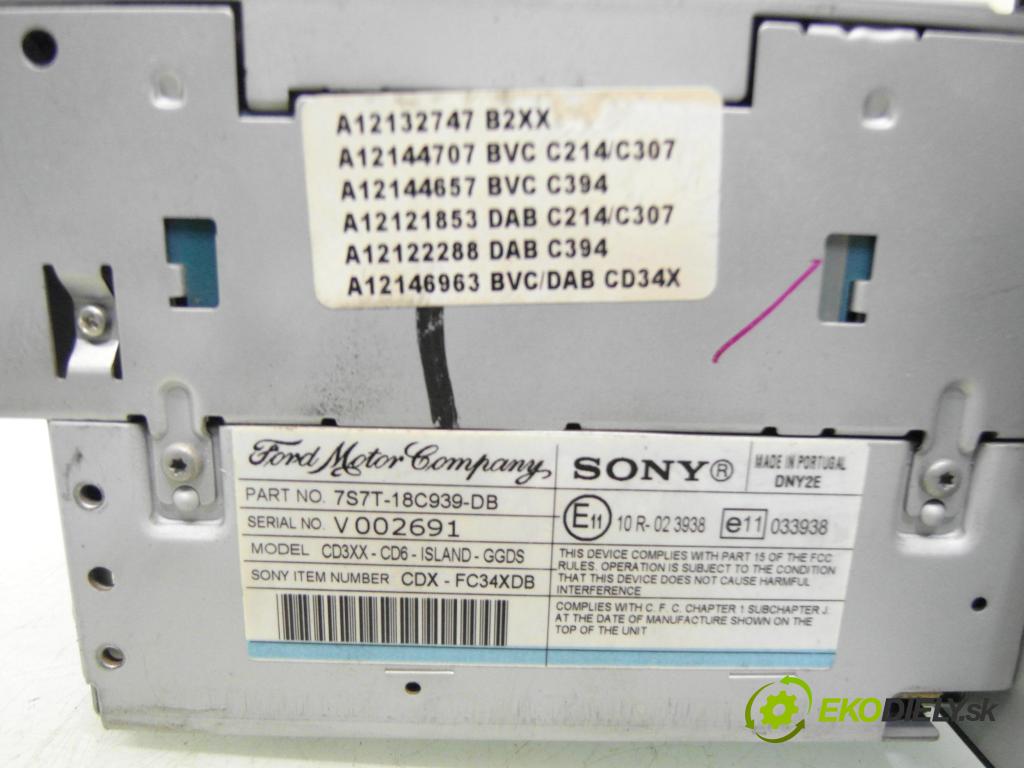 A12132747 B2XX
A12144707 BVC C214/C307
A12144657 BVC C394
A12121853 DAB C214/C307
A12122288 DAB C394
A12146963 BVC/DAB CD34X
Ford Motor Company
SONY®
MADE IN PORTUGAL
DNY2E
PART NO. 7S7T-18C939-DB
SERIAL NO. V002691
MODEL CD3XX - CD6 - ISLAND - GGDS
SONY ITEM NUMBER CDX - FC34XDB
E11 10 R- 02 3938 e11 033938
THIS DEVICE COMPLIES WITH PART 15 OF THE FCC
RULES. OPERATION IS SUBJECT TO THE CONDITION
THAT THIS DEVICE DOES NOT CAUSE HARMFUL
INTERFERENCE
COMPLIES WITH C. F. C. CHAPTER 1 SUBCHAPTER J.
AT THE DATE OF MANUFACTURE SHOWN ON THE
TOP OF THE UNIT
EKODIELY.sk